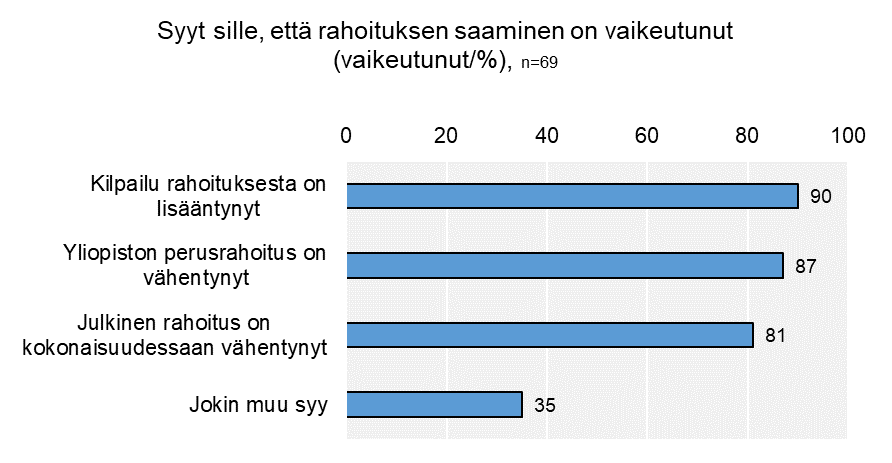 Syyt sille, että rahoituksen saaminen on vaikeutunut
(vaikeutunut/%), n=69
0 20 40 60 80 100
Kilpailu rahoituksesta on
lisääntynyt
90
Yliopiston perusrahoitus on
vähentynyt
87
Julkinen rahoitus on
kokonaisuudessaan vähentynyt
81
Jokin muu syy
35